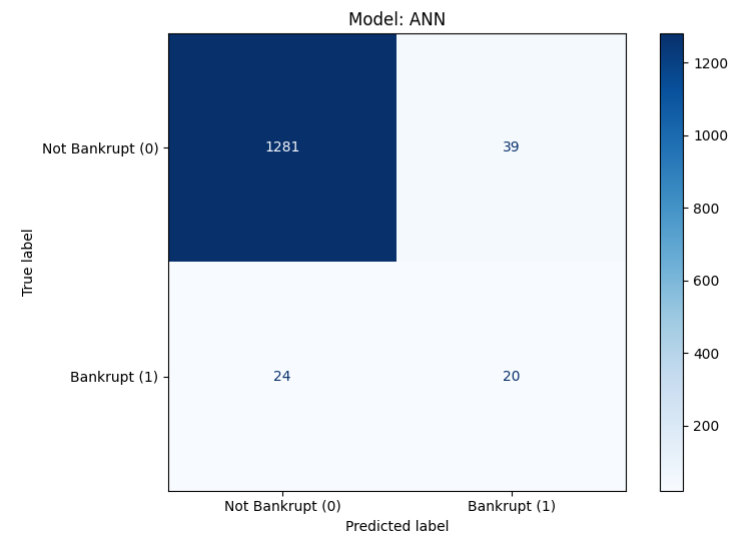 Model: ANN
Not Bankrupt (0)
1281
39
Bankrupt (1)
24
20
True label
Not Bankrupt (0)
Bankrupt (1)
Predicted label
1200
1000
800
600
400
200